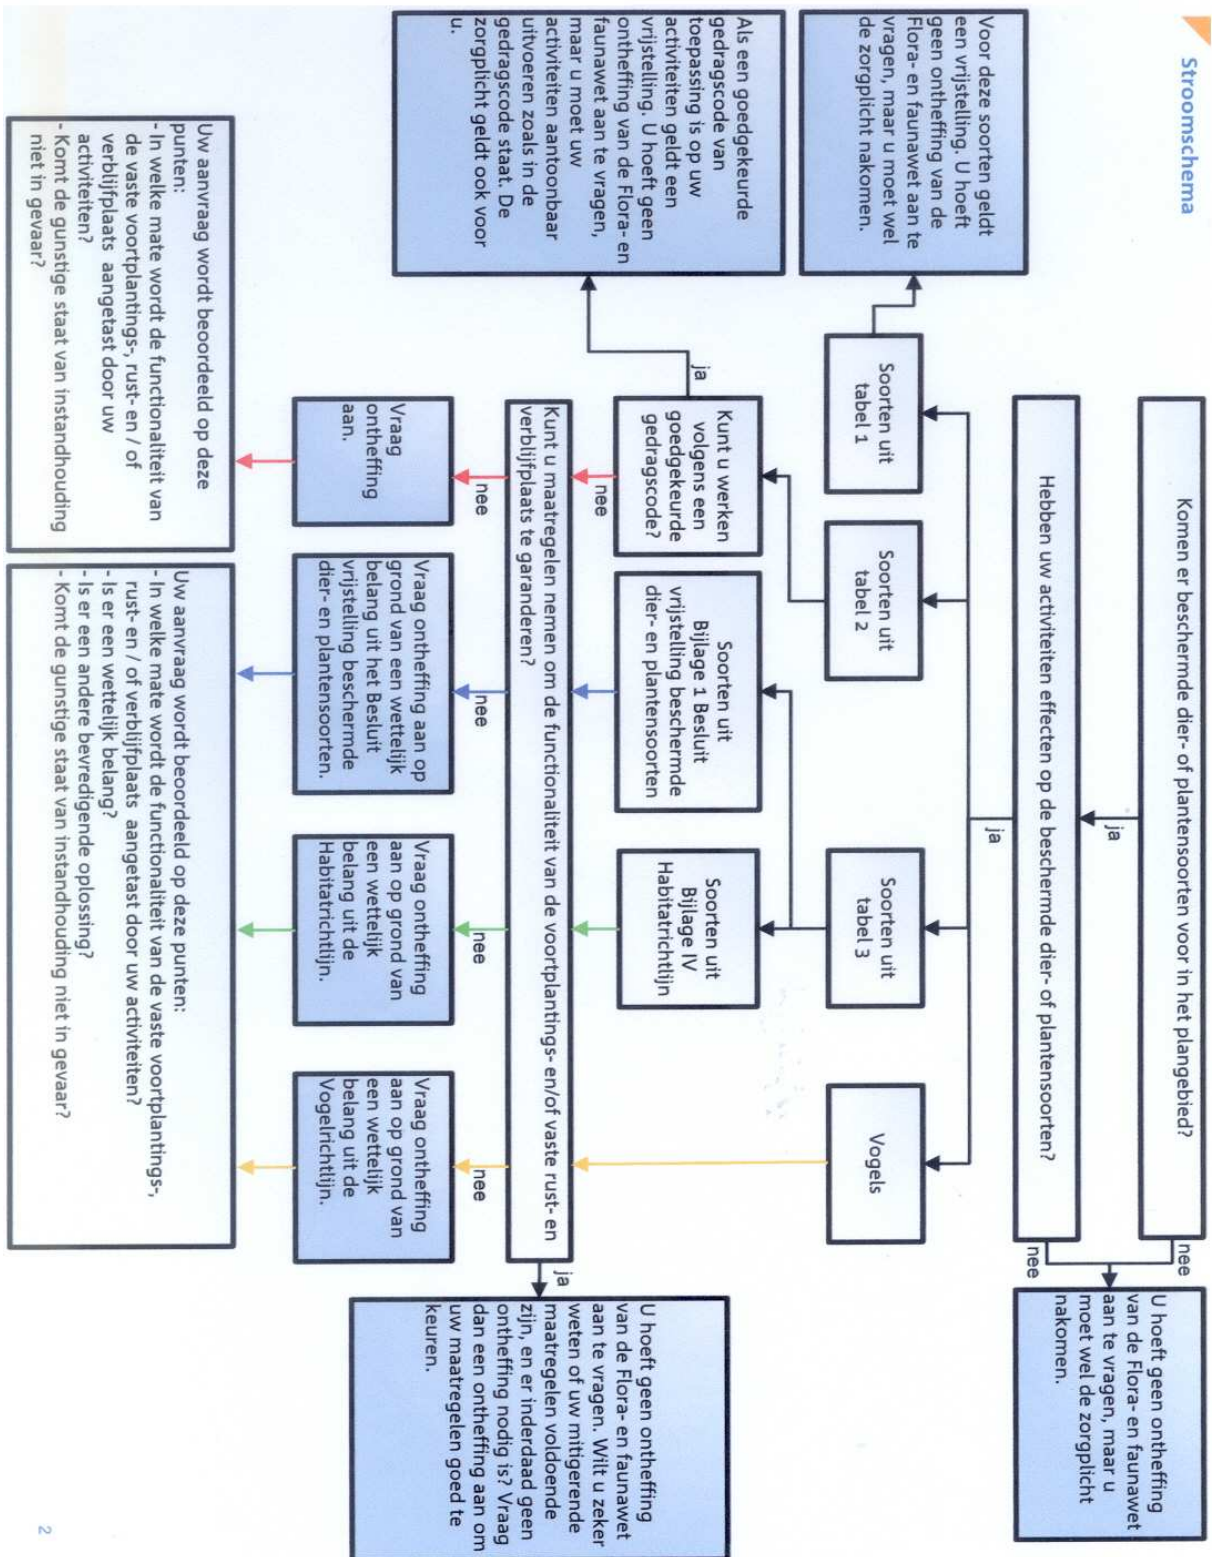 Stroomschema
Komen er beschermde dier- of plantensoorten voor in het plangebied?
nee
ja
U hoeft geen ontheffing
van de Flora- en faunawet
aan te vragen, maar u
moet wel de zorgplicht
nakomen.
Hebben uw activiteiten effecten op de beschermde dier- of plantensoorten?
nee
ja
Soorten uit
tabel 1
Soorten uit
tabel 2
Soorten uit
tabel 3
Vogels
Voor deze soorten geldt
een vrijstelling. U hoeft
geen ontheffing van de
Flora- en faunawet aan te
vragen, maar u moet wel
de zorgplicht nakomen.
Kunt u werken
volgens een
goedgekeurde
gedragscode?
ja
nee
Soorten uit
Bijlage 1 Besluit
vrijstelling beschermde
dier- en plantensoorten
Soorten uit
Bijlage IV
Habitatrichtlijn
Als een goedgekeurde
gedragscode van
toepassing is op uw
activiteiten geldt een
vrijstelling. U hoeft geen
ontheffing van de Flora- en
faunawet aan te vragen,
maar u moet uw
activiteiten aantoonbaar
uitvoeren zoals in de
gedragscode staat. De
zorgplicht geldt ook voor
u.
Kunt u maatregelen nemen om de functionaliteit van de voortplantings- en/of vaste rust- en
verblijfplaats te garanderen?
ja
nee
nee
nee
nee
U hoeft geen ontheffing
van de Flora- en faunawet
aan te vragen. Wilt u zeker
weten of uw mitigerende
maatregelen voldoende
zijn, en er inderdaad geen
ontheffing nodig is? Vraag
dan een ontheffing aan om
uw maatregelen goed te
keuren.
Vraag
ontheffing
aan.
Vraag ontheffing aan op
grond van een wettelijk
belang uit het Besluit
vrijstelling beschermde
dier- en plantensoorten.
Vraag ontheffing
aan op grond van
een wettelijk
belang uit de
Habitatrichtlijn.
Vraag ontheffing
aan op grond van
een wettelijk
belang uit de
Vogelrichtlijn.
Uw aanvraag wordt beoordeeld op deze
punten:
- In welke mate wordt de functionaliteit van
de vaste voortplantings-, rust- en / of
verblijfplaats aangetast door uw
activiteiten?
- Komt de gunstige staat van instandhouding
niet in gevaar?
Uw aanvraag wordt beoordeeld op deze punten:
- In welke mate wordt de functionaliteit van de vaste voortplantings-,
rust- en / of verblijfplaats aangetast door uw activiteiten?
- Is er een wettelijk belang?
- Is er een andere bevredigende oplossing?
- Komt de gunstige staat van instandhouding niet in gevaar?
2